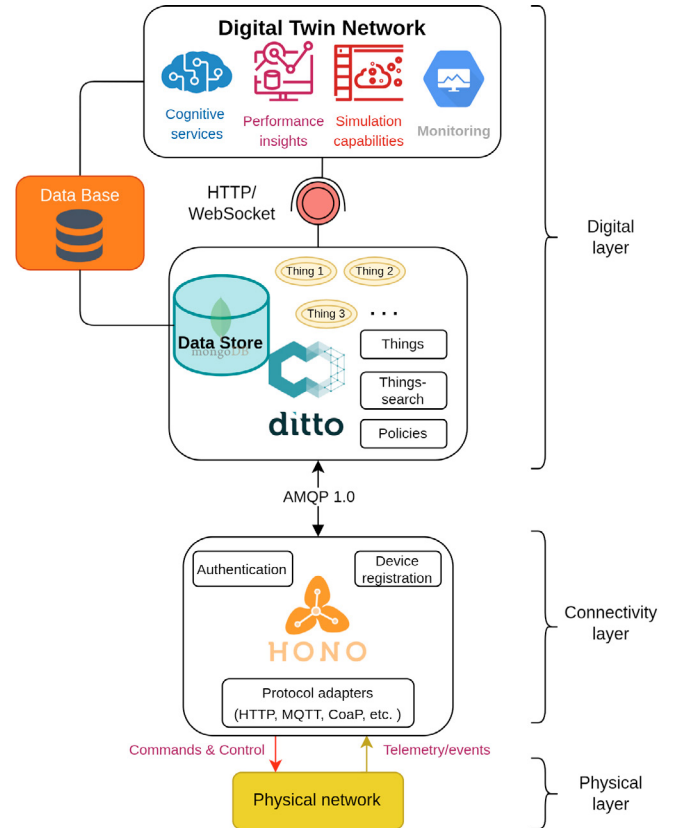 Digital Twin Network
Cognitive
services
Performance
insights
Simulation
capabilities
Monitoring
Data Base
HTTP/
WebSocket
Digital
layer
Thing 1
Thing 2
Thing 3
. . .
Data Store
mongoDB
Things
Things-
search
ditto
Policies
AMQP 1.0
Authentication
Device
registration
HONO
Connectivity
layer
Protocol adapters
(HTTP, MQTT, CoaP, etc. )
Commands & Control
Telemetry/events
Physical network
Physical
layer